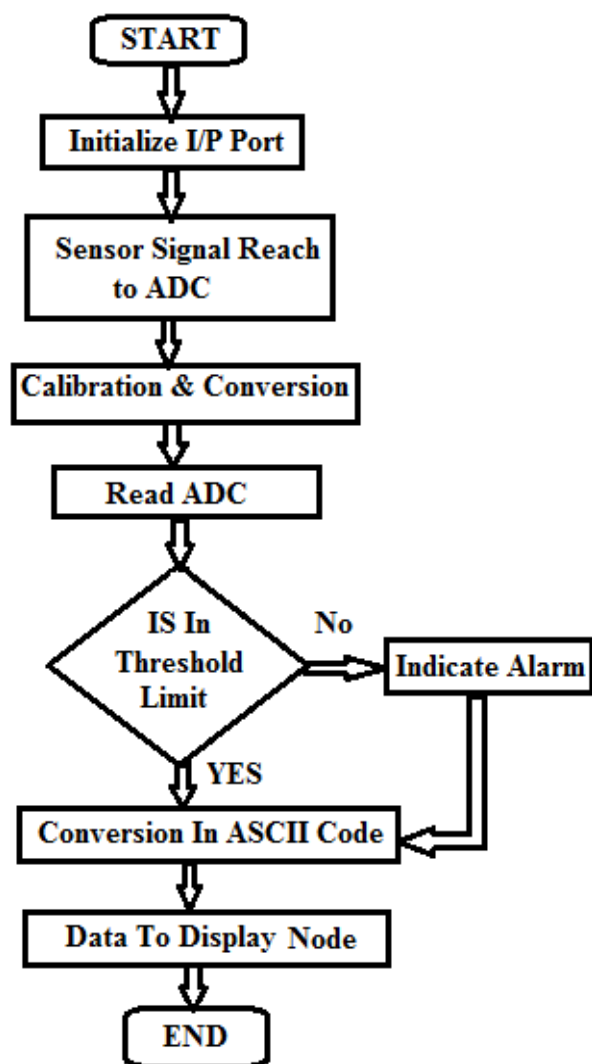 START
Initialize I/P Port
Sensor Signal Reach
to ADC
Calibration & Conversion
Read ADC
IS In
Threshold
Limit
No
Indicate Alarm
YES
Conversion In ASCII Code
Data To Display Node
END